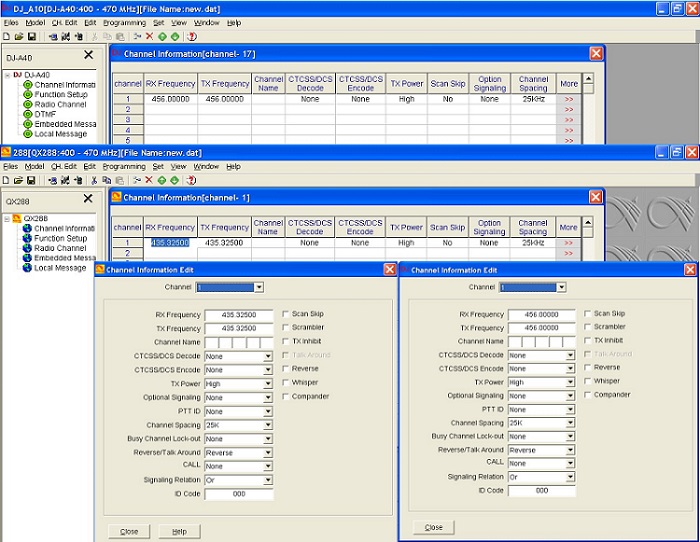 DJ_A10[DJ-A40:400 - 470 MHz][File Name:new.dat]
Files Model CH. Edit Edit Programming Set View Window Help
DJ-A40
DJ-A40
Channel Informati
Function Setup
Radio Channel
DTMF
Embedded Messa
Local Message
Channel Information[channel- 17]
channel RX Frequency TX Frequency Channel Name CTCSS/DCS Decode CTCSS/DCS Encode TX Power Scan Skip Option Signaling Channel Spacing More
1 456.00000 456.00000 None None High No None 25KHz >>
2 >>
3 >>
4 >>
5 >>
288[QX288:400 - 470 MHz][File Name:new.dat]
Files Model CH. Edit Edit Programming Set View Window Help
QX288
QX288
Channel Informati
Function Setup
Radio Channel
Embedded Messa
Local Message
Channel Information[channel- 1]
channel RX Frequency TX Frequency Channel Name CTCSS/DCS Decode CTCSS/DCS Encode TX Power Scan Skip Option Signaling Channel Spacing More
1 435.32500 435.32500 None None High No None 25KHz >>
2 >>
Channel Information Edit
Channel 1
RX Frequency 435.32500 Scan Skip
TX Frequency 435.32500 Scrambler
Channel Name TX Inhibit
CTCSS/DCS Decode None Talk Around
CTCSS/DCS Encode None Reverse
TX Power High Whisper
Optional Signaling None Compander
PTT ID None
Channel Spacing 25K
Busy Channel Lock-out None
Reverse/Talk Around Reverse
CALL None
Signaling Relation Or
ID Code 000
Close Help
Channel Information Edit
Channel 1
RX Frequency 456.00000 Scan Skip
TX Frequency 456.00000 Scrambler
Channel Name TX Inhibit
CTCSS/DCS Decode None Talk Around
CTCSS/DCS Encode None Reverse
TX Power High Whisper
Optional Signaling None Compander
PTT ID None
Channel Spacing 25K
Busy Channel Lock-out None
Reverse/Talk Around Reverse
CALL None
Signaling Relation Or
ID Code 000
Close